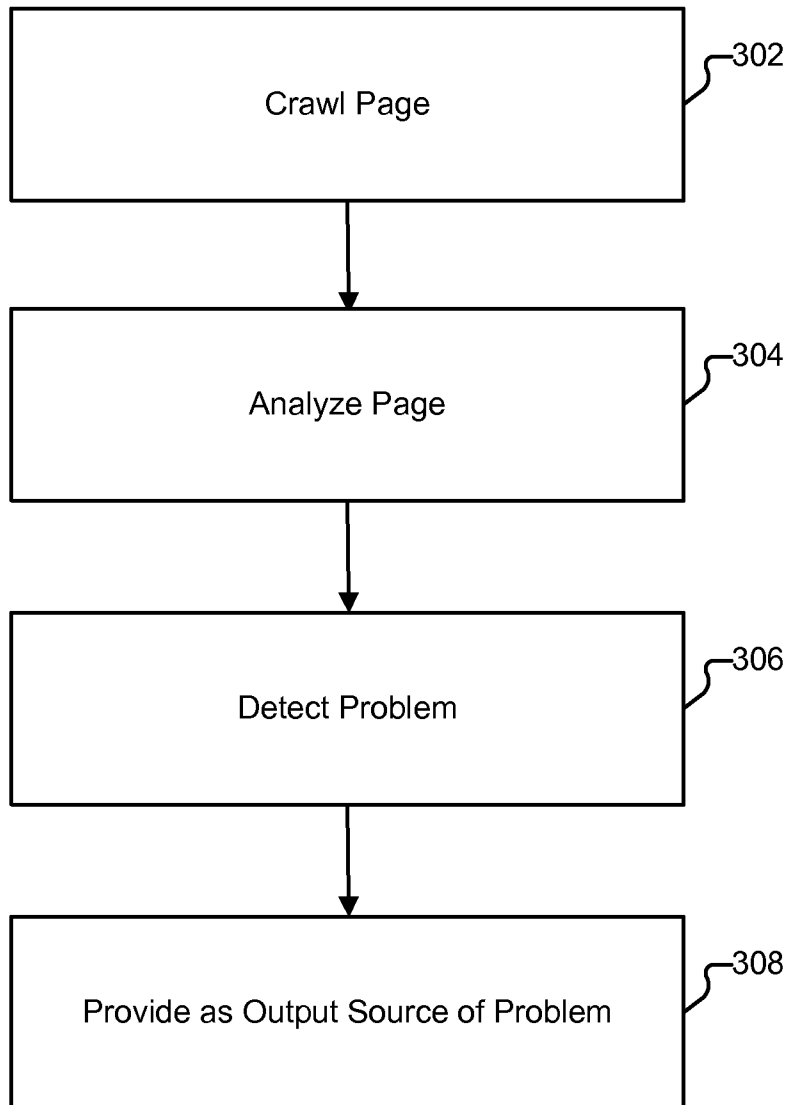 Crawl Page
302
Analyze Page
304
Detect Problem
306
Provide as Output Source of Problem
308